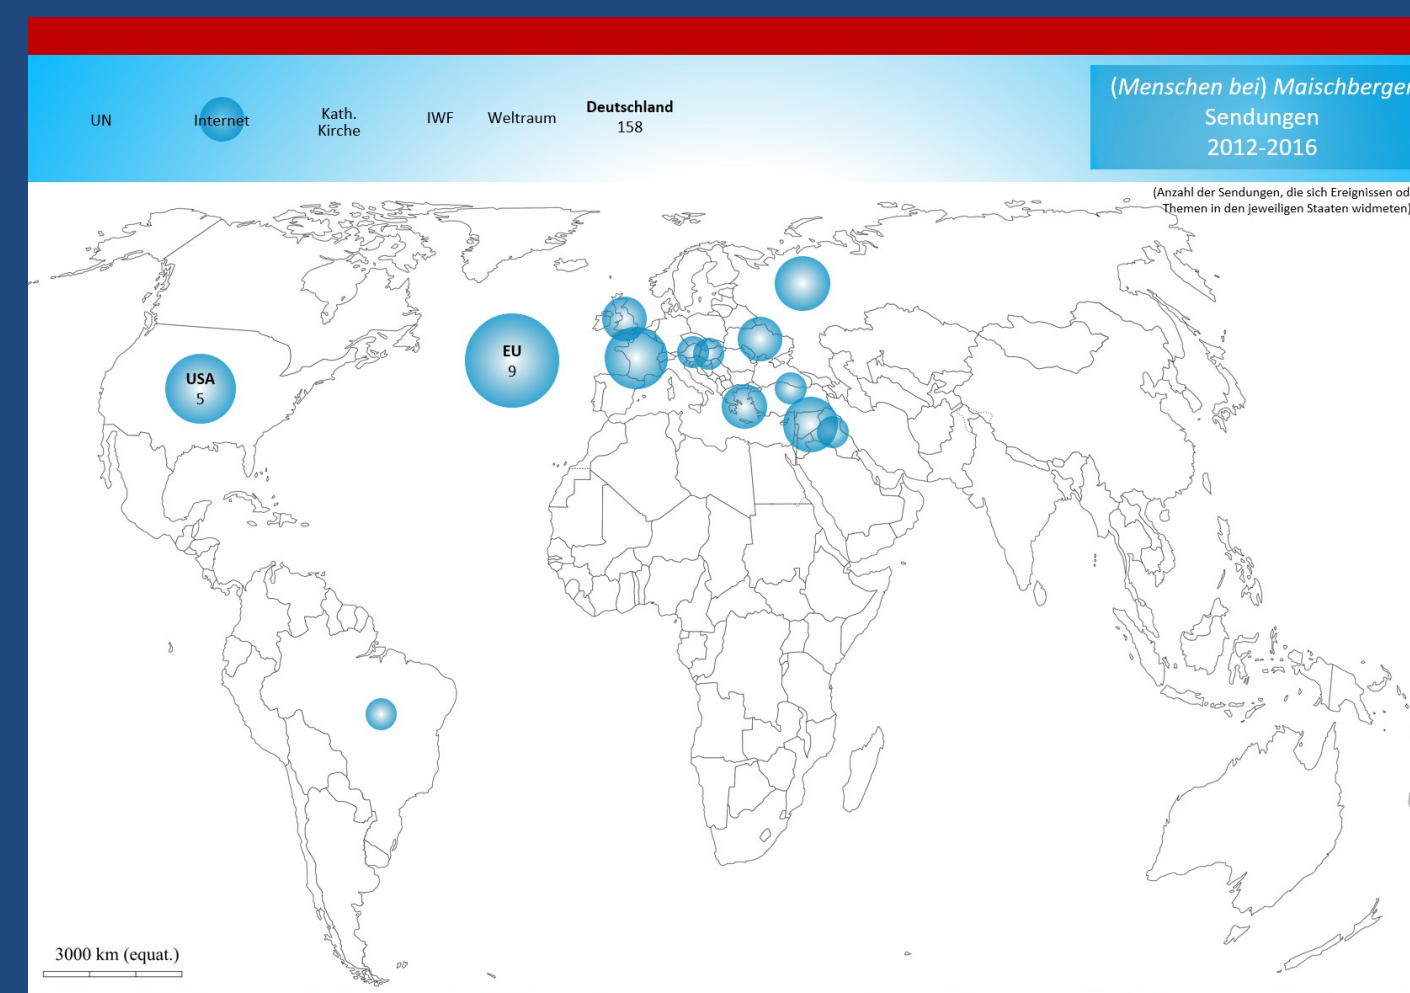 UN
Internet
Kath.
Kirche
IWF
Weltraum
Deutschland
158
(Menschen bei) Maischberger
Sendungen
2012-2016
(Anzahl der Sendungen, die sich Ereignissen od
Themen in den jeweiligen Staaten widmeten)
USA
5
EU
9
3000 km (equat.)